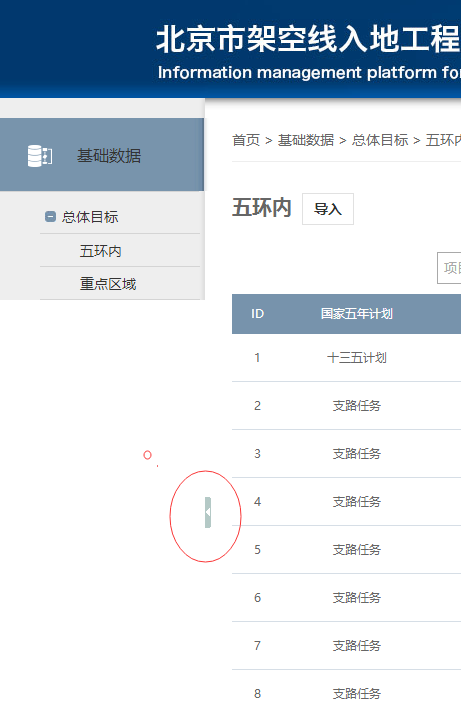 北京市架空线入地工程
Information management platform for
基础数据
总体目标
五环内
重点区域
首页 > 基础数据 > 总体目标 > 五环内
五环内 导入
项目
ID 国家五年计划
1 十三五计划
2 支路任务
3 支路任务
4 支路任务
5 支路任务
6 支路任务
7 支路任务
8 支路任务